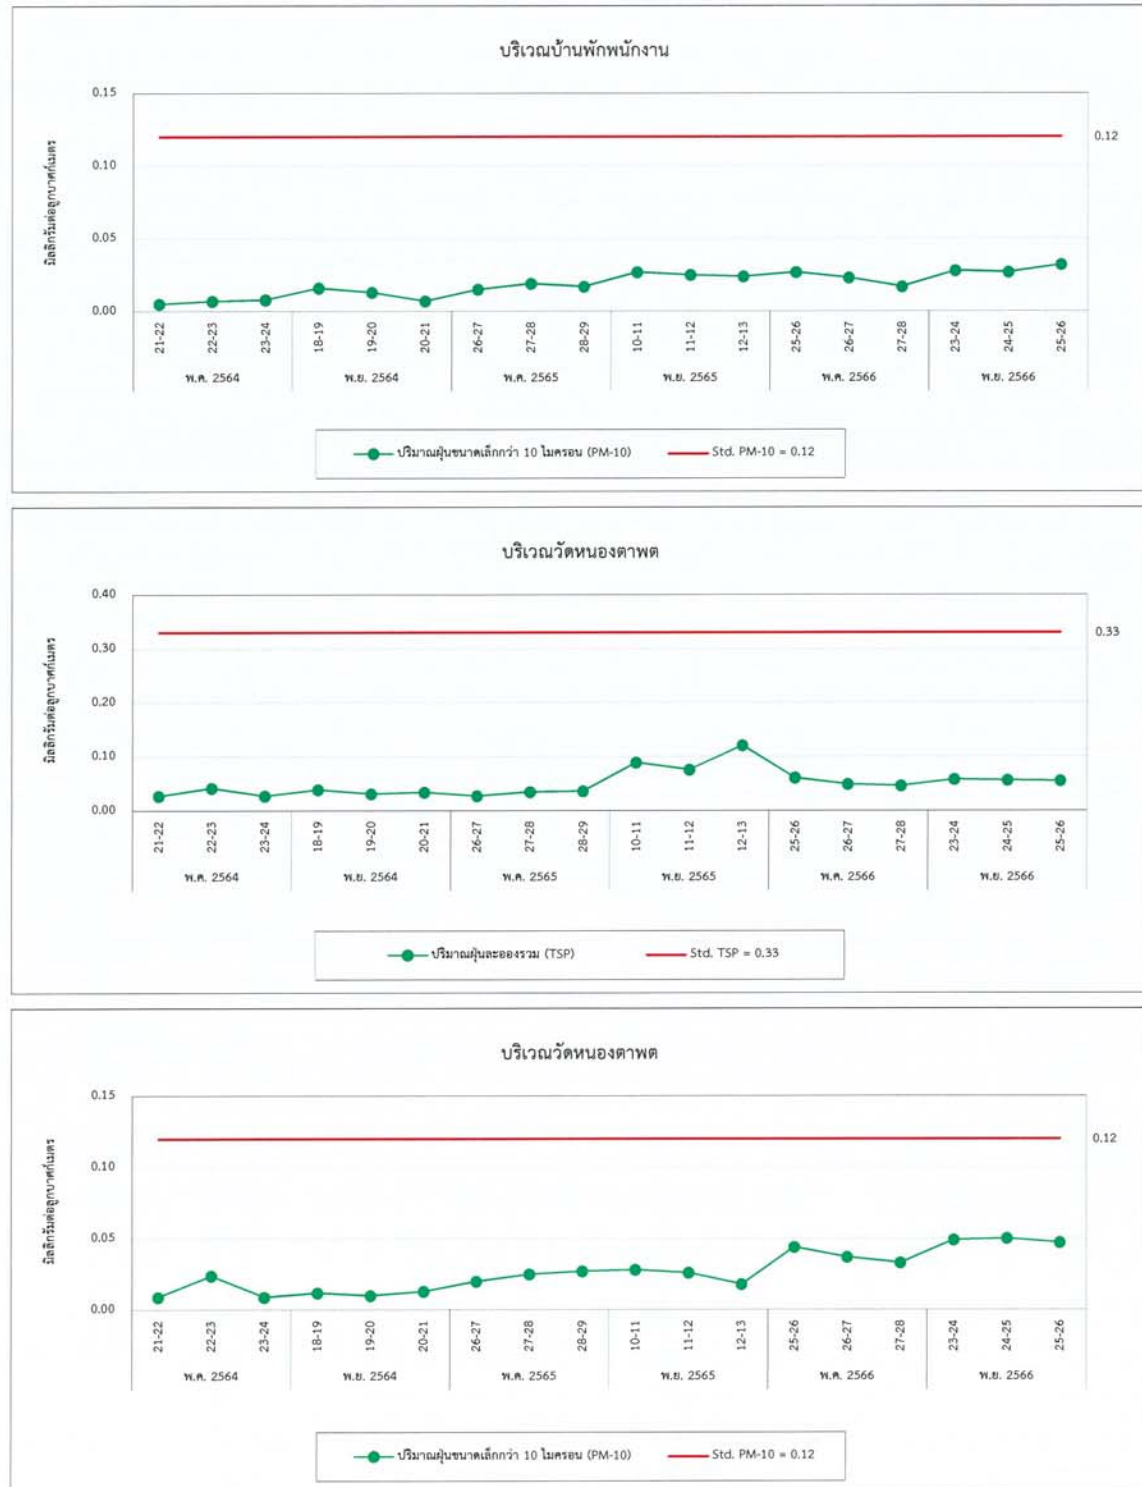 บริเวณบ้านพักพนักงาน
มิลลิกรัมต่อลูกบาศก์เมตร
0.15
0.12
0.10
0.05
0.00
21-22 22-23 23-24 18-19 19-20 20-21 26-27 27-28 28-29 10-11 11-12 12-13 25-26 26-27 27-28 23-24 24-25 25-26
พ.ค. 2564 พ.ย. 2564 พ.ค. 2565 พ.ย. 2565 พ.ค. 2566 พ.ย. 2566
ปริมาณฝุ่นขนาดเล็กกว่า 10 ไมครอน (PM-10) Std. PM-10 = 0.12
บริเวณวัดหนองตาพต
มิลลิกรัมต่อลูกบาศก์เมตร
0.40
0.33
0.30
0.20
0.10
0.00
21-22 22-23 23-24 18-19 19-20 20-21 26-27 27-28 28-29 10-11 11-12 12-13 25-26 26-27 27-28 23-24 24-25 25-26
พ.ค. 2564 พ.ย. 2564 พ.ค. 2565 พ.ย. 2565 พ.ค. 2566 พ.ย. 2566
ปริมาณฝุ่นละอองรวม (TSP) Std. TSP = 0.33
บริเวณวัดหนองตาพต
มิลลิกรัมต่อลูกบาศก์เมตร
0.15
0.12
0.10
0.05
0.00
21-22 22-23 23-24 18-19 19-20 20-21 26-27 27-28 28-29 10-11 11-12 12-13 25-26 26-27 27-28 23-24 24-25 25-26
พ.ค. 2564 พ.ย. 2564 พ.ค. 2565 พ.ย. 2565 พ.ค. 2566 พ.ย. 2566
ปริมาณฝุ่นขนาดเล็กกว่า 10 ไมครอน (PM-10) Std. PM-10 = 0.12